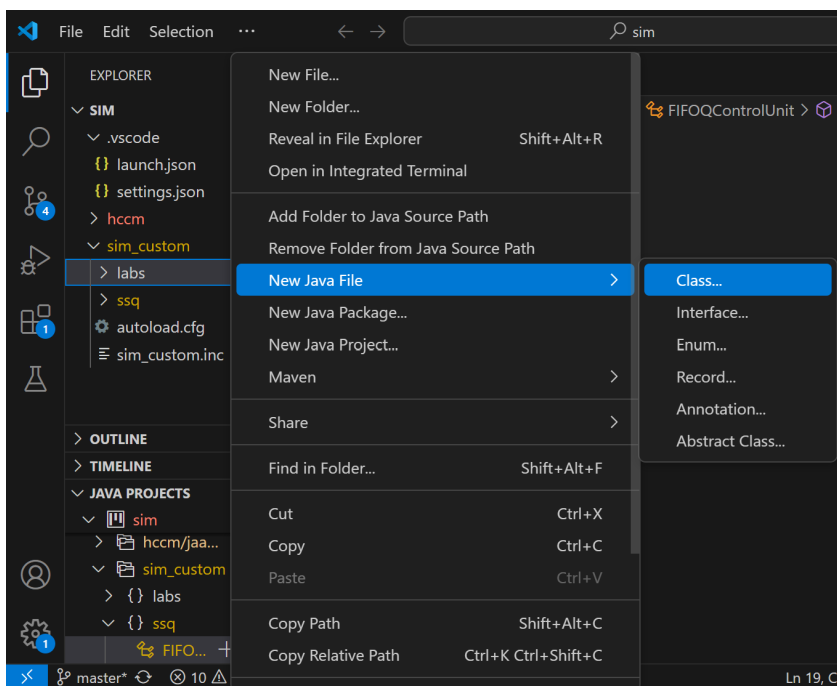 File Edit Selection ... sim
EXPLORER
SIM
.vscode
{} launch.json
{} settings.json
hccm
sim_custom
labs
ssq
autoload.cfg
sim_custom.inc
OUTLINE
TIMELINE
JAVA PROJECTS
sim
hccm/jaa...
sim_custom
{} labs
{} ssq
FIFO... +
New File...
New Folder...
Reveal in File Explorer Shift+Alt+R
Open in Integrated Terminal
Add Folder to Java Source Path
Remove Folder from Java Source Path
New Java File
New Java Package...
New Java Project...
Maven
Share
Find in Folder... Shift+Alt+F
Cut Ctrl+X
Copy Ctrl+C
Paste Ctrl+V
Copy Path Shift+Alt+C
Copy Relative Path Ctrl+K Ctrl+Shift+C
FIFOQControlUnit >
Class...
Interface...
Enum...
Record...
Annotation...
Abstract Class...
4
1
1
master* 10
Ln 19, C